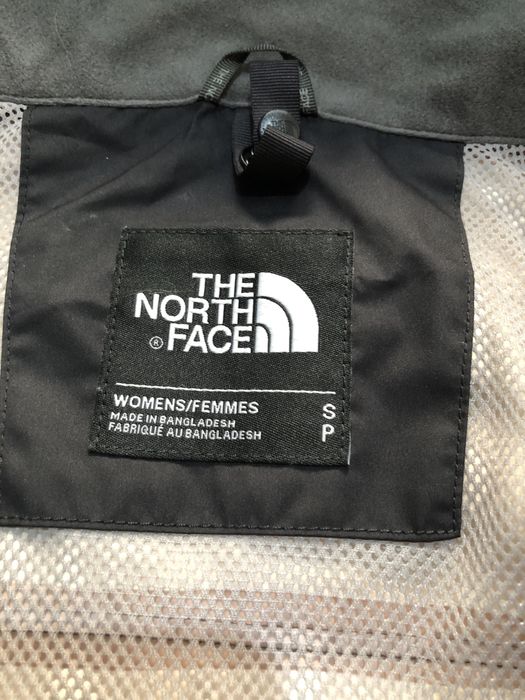 THE
NORTH
® FACE
WOMENS/FEMMES S
MADE IN BANGLADESH
FABRIQUÉ AU BANGLADESH P